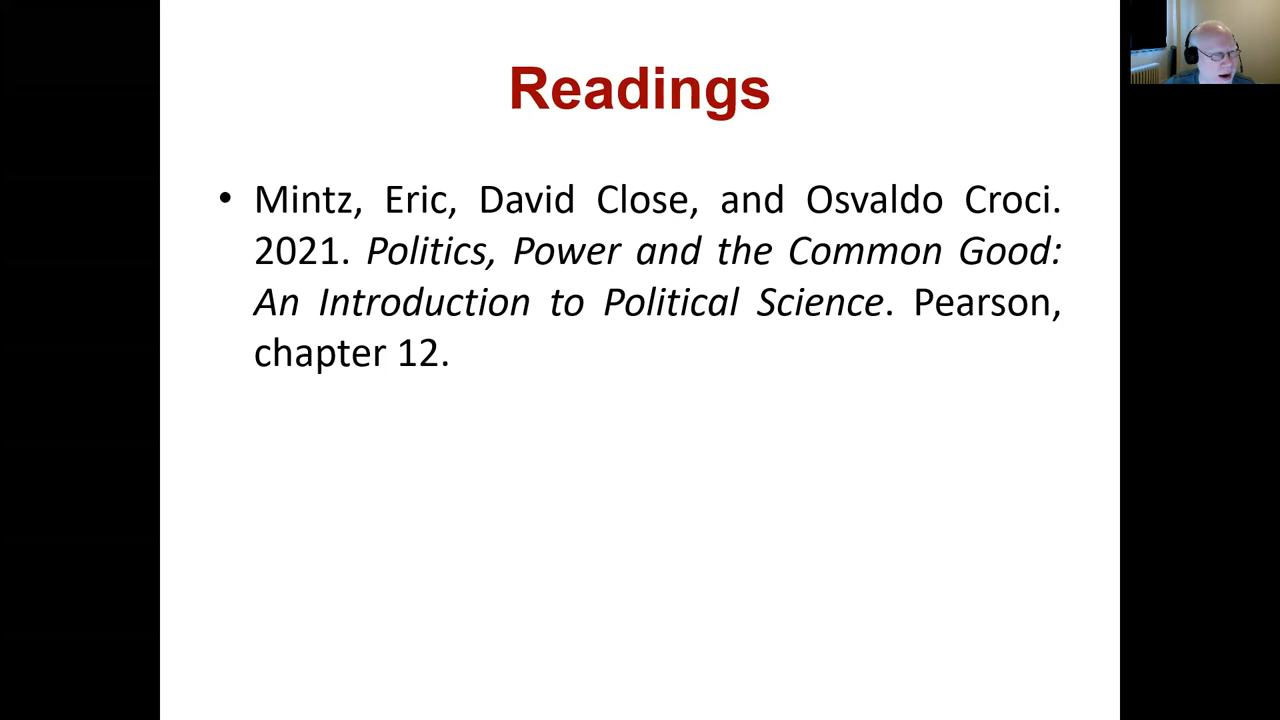 Readings
• Mintz, Eric, David Close, and Osvaldo Croci.
2021. Politics, Power and the Common Good:
An Introduction to Political Science. Pearson,
chapter 12.